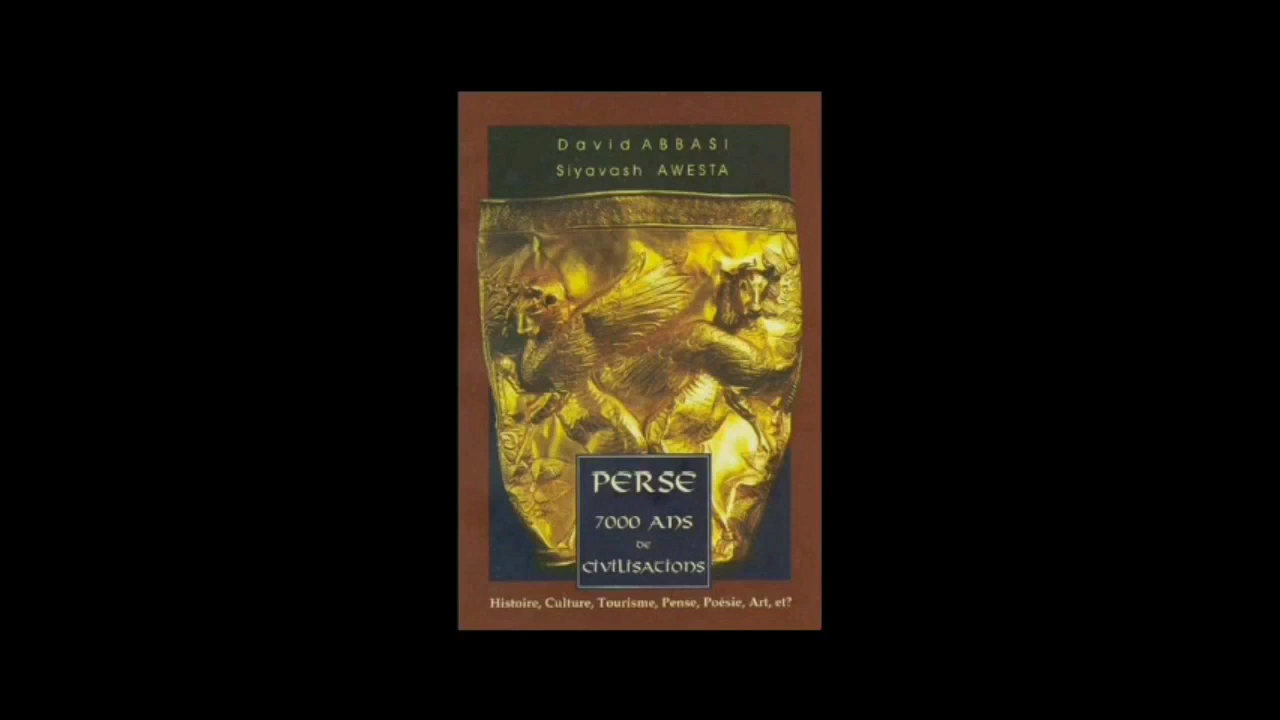 David ABBASI
Siyavash AWESTA
PERSE
7000 ANS
DE
CIVILISATIONS
Histoire, Culture, Tourisme, Pense, Poésie, Art, et?